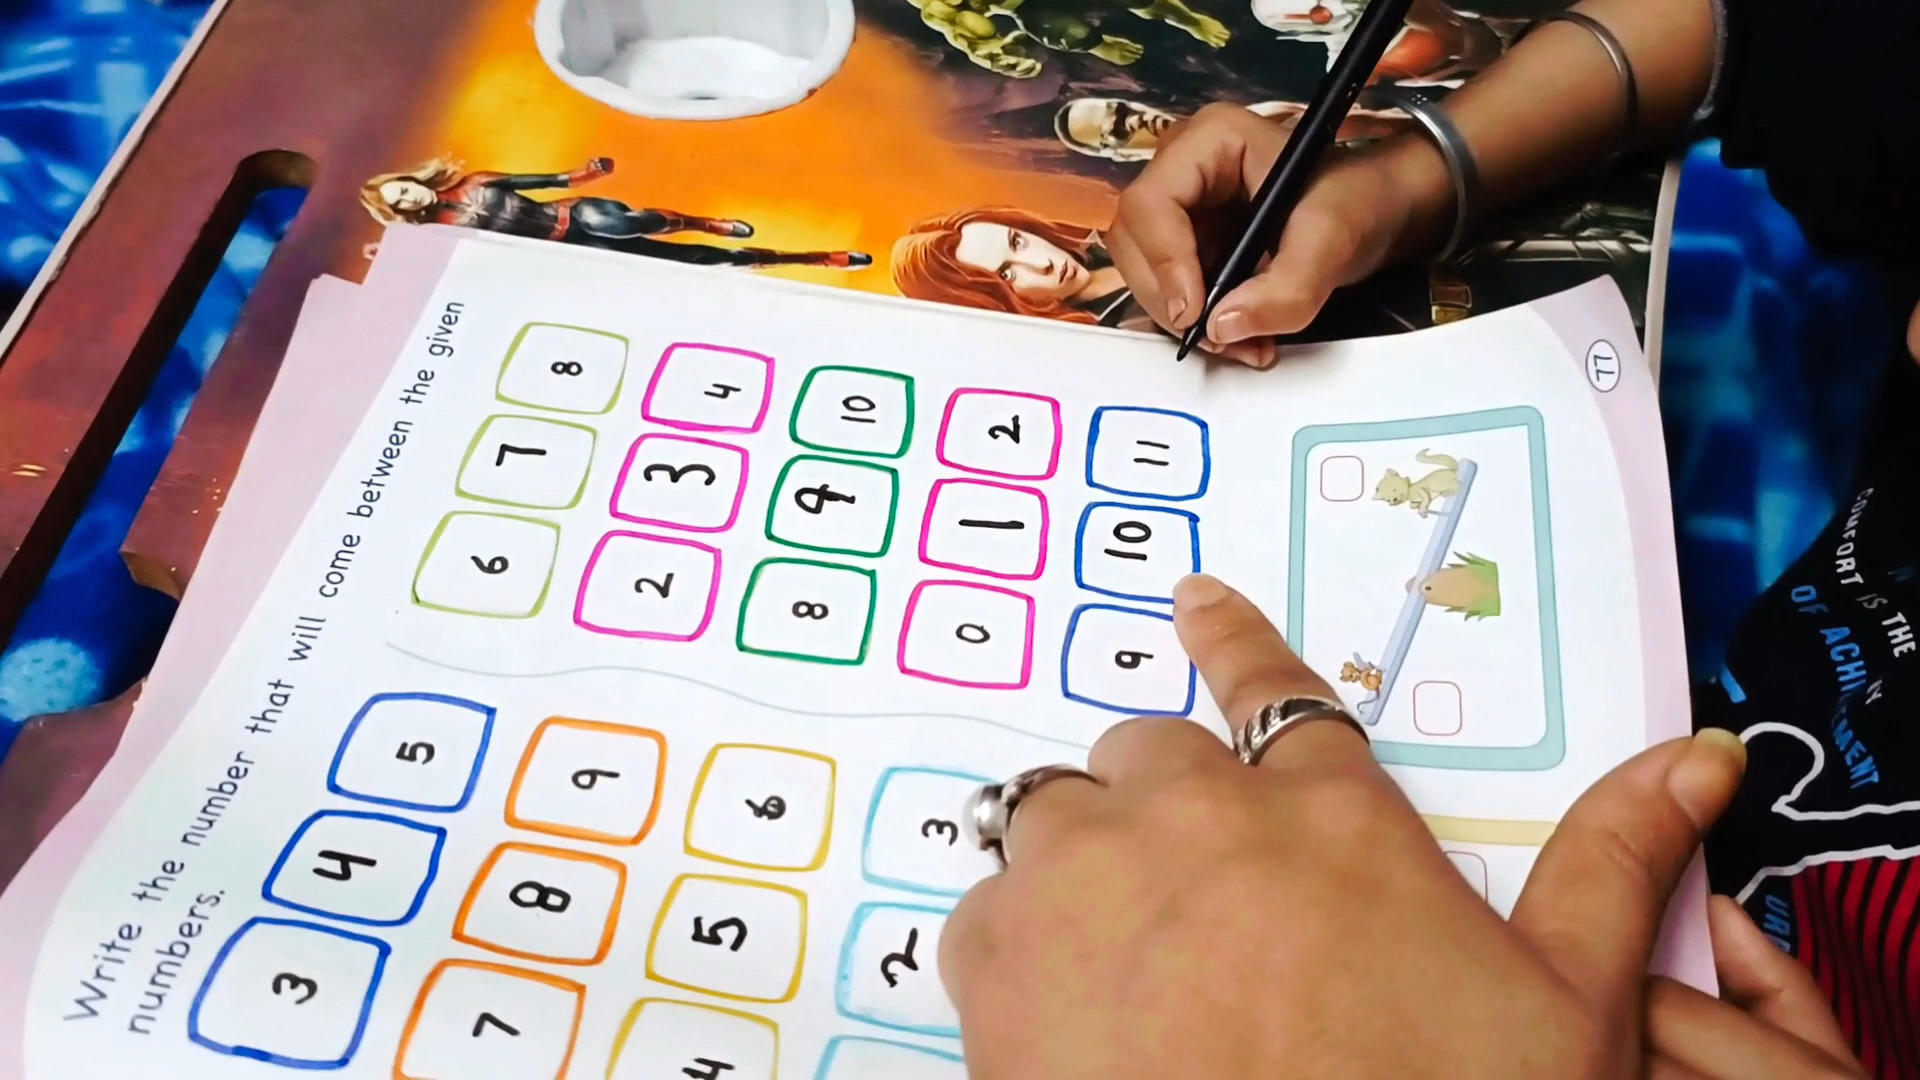 Write the number that will come between the given
numbers.
3 4 5 6 7 8
7 8 9 2 3 4
4 5 6 8 9 10
2 3 0 1 2
9 10 11
77
COMFORT IS THE
OF ACHIEVEMENT